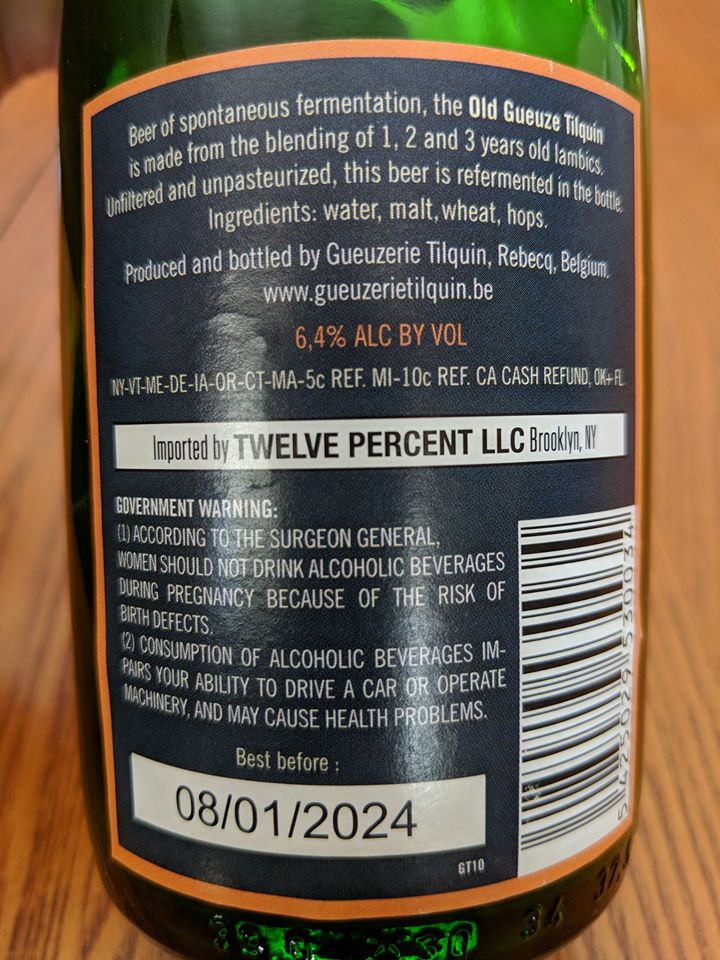 Beer of spontaneous fermentation, the Old Gueuze Tilquin
is made from the blending of 1, 2 and 3 years old lambics.
Unfiltered and unpasteurized, this beer is refermented in the bottle.
Ingredients: water, malt, wheat, hops.
Produced and bottled by Gueuzerie Tilquin, Rebecq, Belgium.
www.gueuzerietilquin.be
6,4% ALC BY VOL
NY-VT-ME-DE-IA-OR-CT-MA-5c REF. MI-10c REF. CA CASH REFUND, OK+ FL
Imported by TWELVE PERCENT LLC Brooklyn, NY
GOVERNMENT WARNING:
(1) ACCORDING TO THE SURGEON GENERAL,
WOMEN SHOULD NOT DRINK ALCOHOLIC BEVERAGES
DURING PREGNANCY BECAUSE OF THE RISK OF
BIRTH DEFECTS.
(2) CONSUMPTION OF ALCOHOLIC BEVERAGES IM-
PAIRS YOUR ABILITY TO DRIVE A CAR OR OPERATE
MACHINERY, AND MAY CAUSE HEALTH PROBLEMS.
Best before :
08/01/2024
GT10
5 425029 530034
34